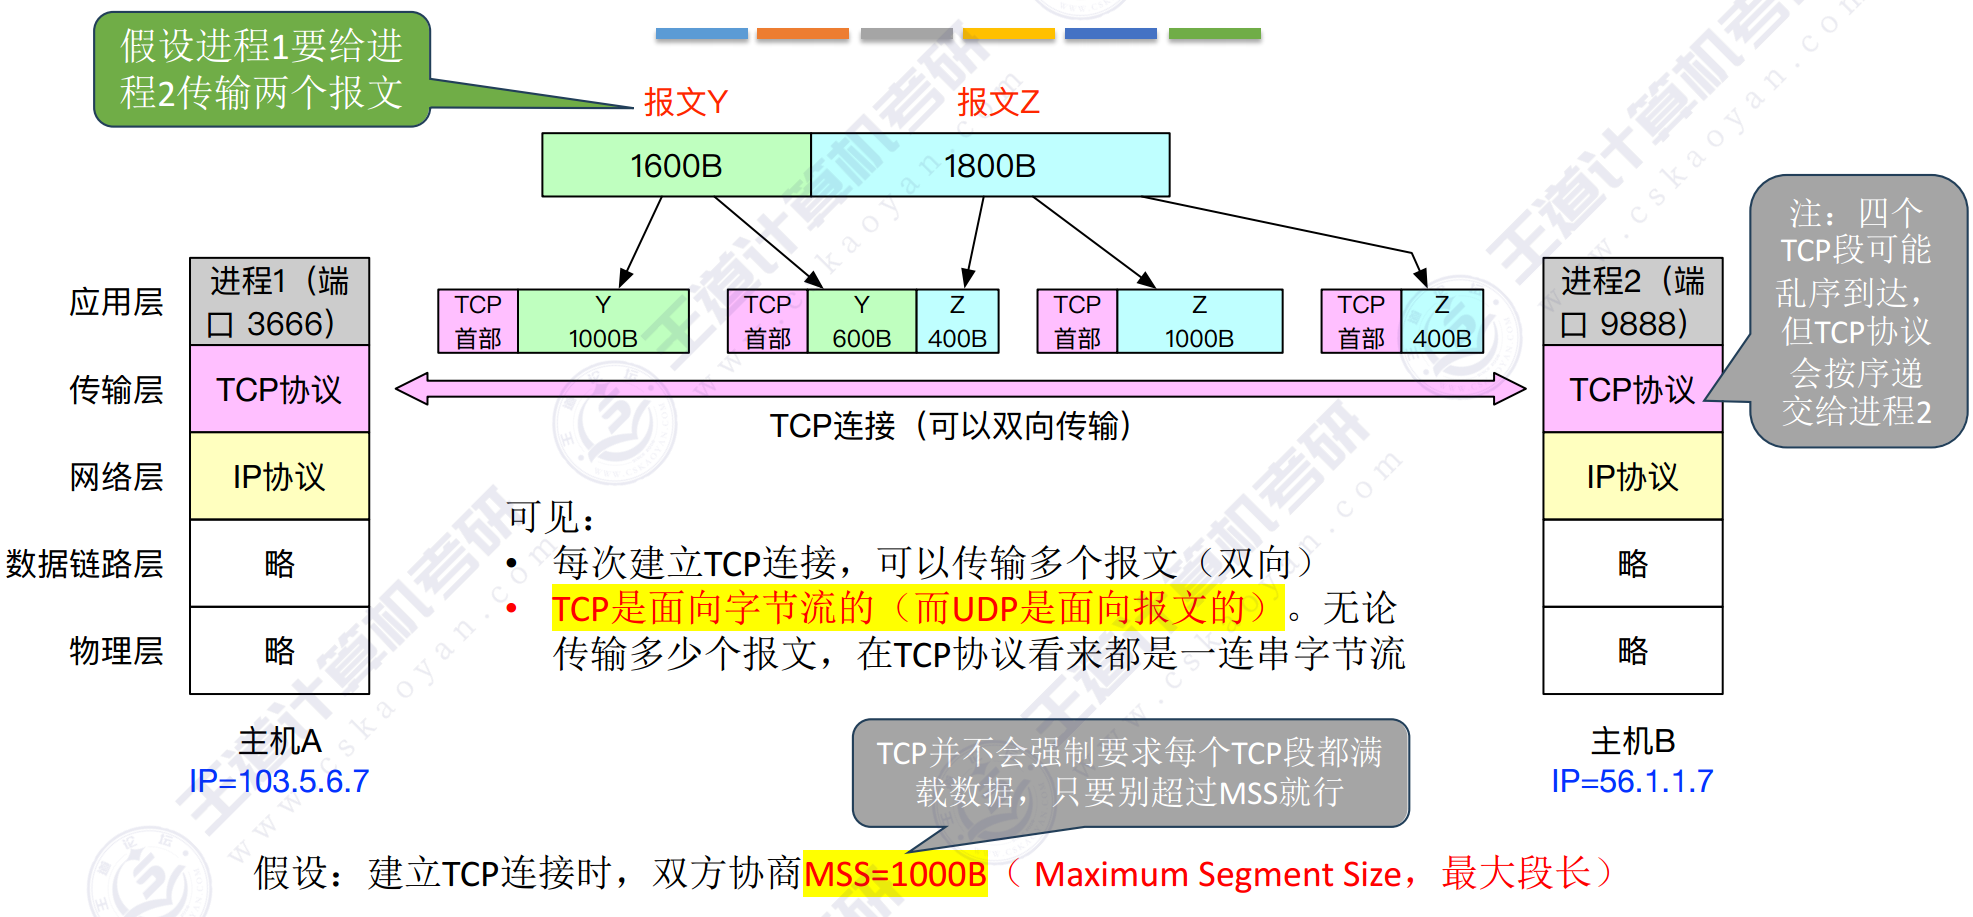 假设进程1要给进
程2传输两个报文
报文Y
报文Z
1600B
1800B
注：四个
TCP段可能
乱序到达，
但TCP协议
会按序递
交给进程2
应用层
进程1（端
口 3666）
TCP
首部
Y
1000B
TCP
首部
Y
600B
Z
400B
TCP
首部
Z
1000B
TCP
首部
Z
400B
进程2（端
口 9888）
传输层
TCP协议
TCP连接（可以双向传输）
TCP协议
网络层
IP协议
IP协议
可见：
• 每次建立TCP连接，可以传输多个报文（双向）
• TCP是面向字节流的（而UDP是面向报文的）。无论
传输多少个报文，在TCP协议看来都是一连串字节流
数据链路层
略
略
物理层
略
略
主机A
IP=103.5.6.7
主机B
IP=56.1.1.7
TCP并不会强制要求每个TCP段都满
载数据，只要别超过MSS就行
假设：建立TCP连接时，双方协商MSS=1000B（ Maximum Segment Size，最大段长）
王道计算机考研
www.cskaoyan.com